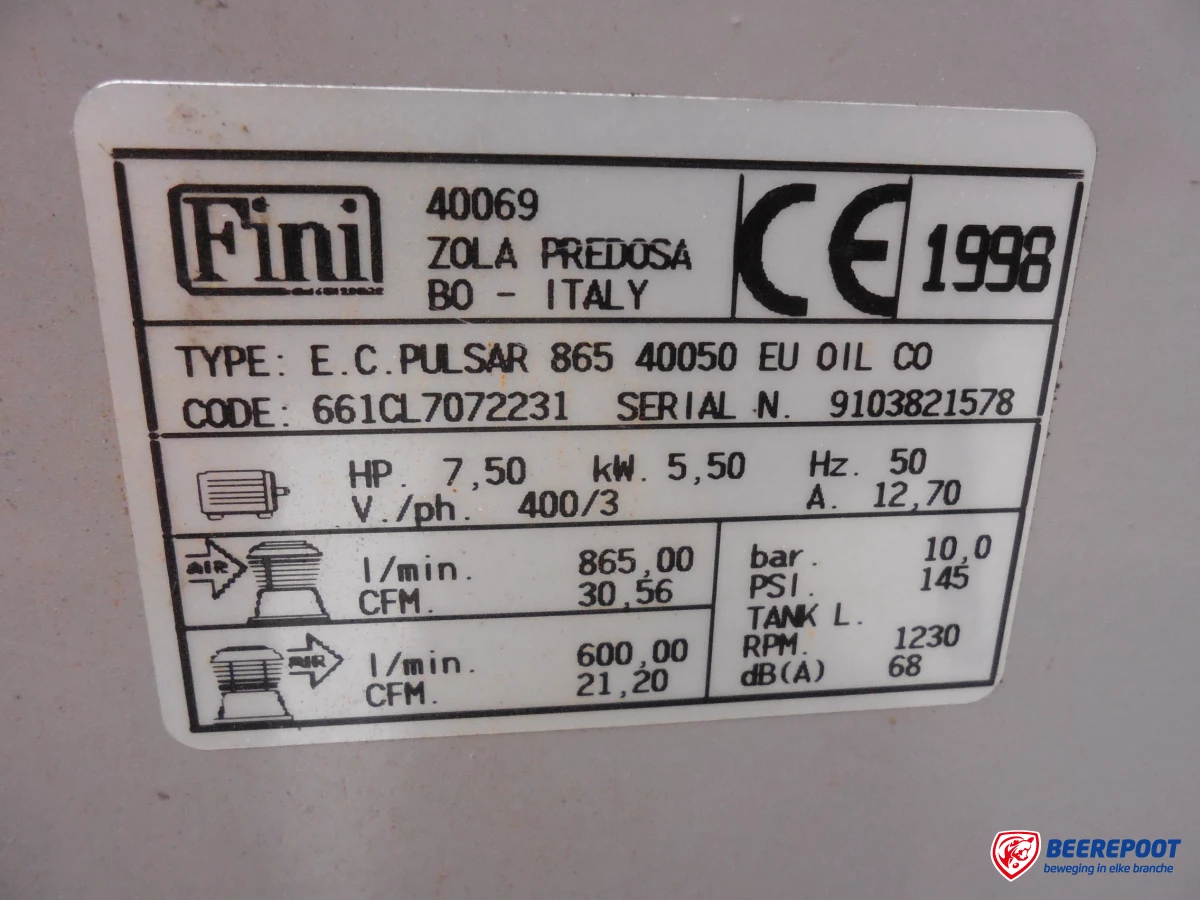 Fini
40069
ZOLA PREDOSA
BO - ITALY
CE
1998
TYPE: E.C.PULSAR 865 40050 EU OIL CO
CODE: 661CL7072231 SERIAL N. 9103821578
HP. 7,50 kW. 5,50 Hz. 50
V./ph. 400/3 A. 12,70
AIR
l/min. 865,00
CFM. 30,56
AIR
l/min. 600,00
CFM. 21,20
bar. 10,0
PSI. 145
TANK L.
RPM. 1230
dB(A) 68
BEEREPOOT
beweging in elke branche